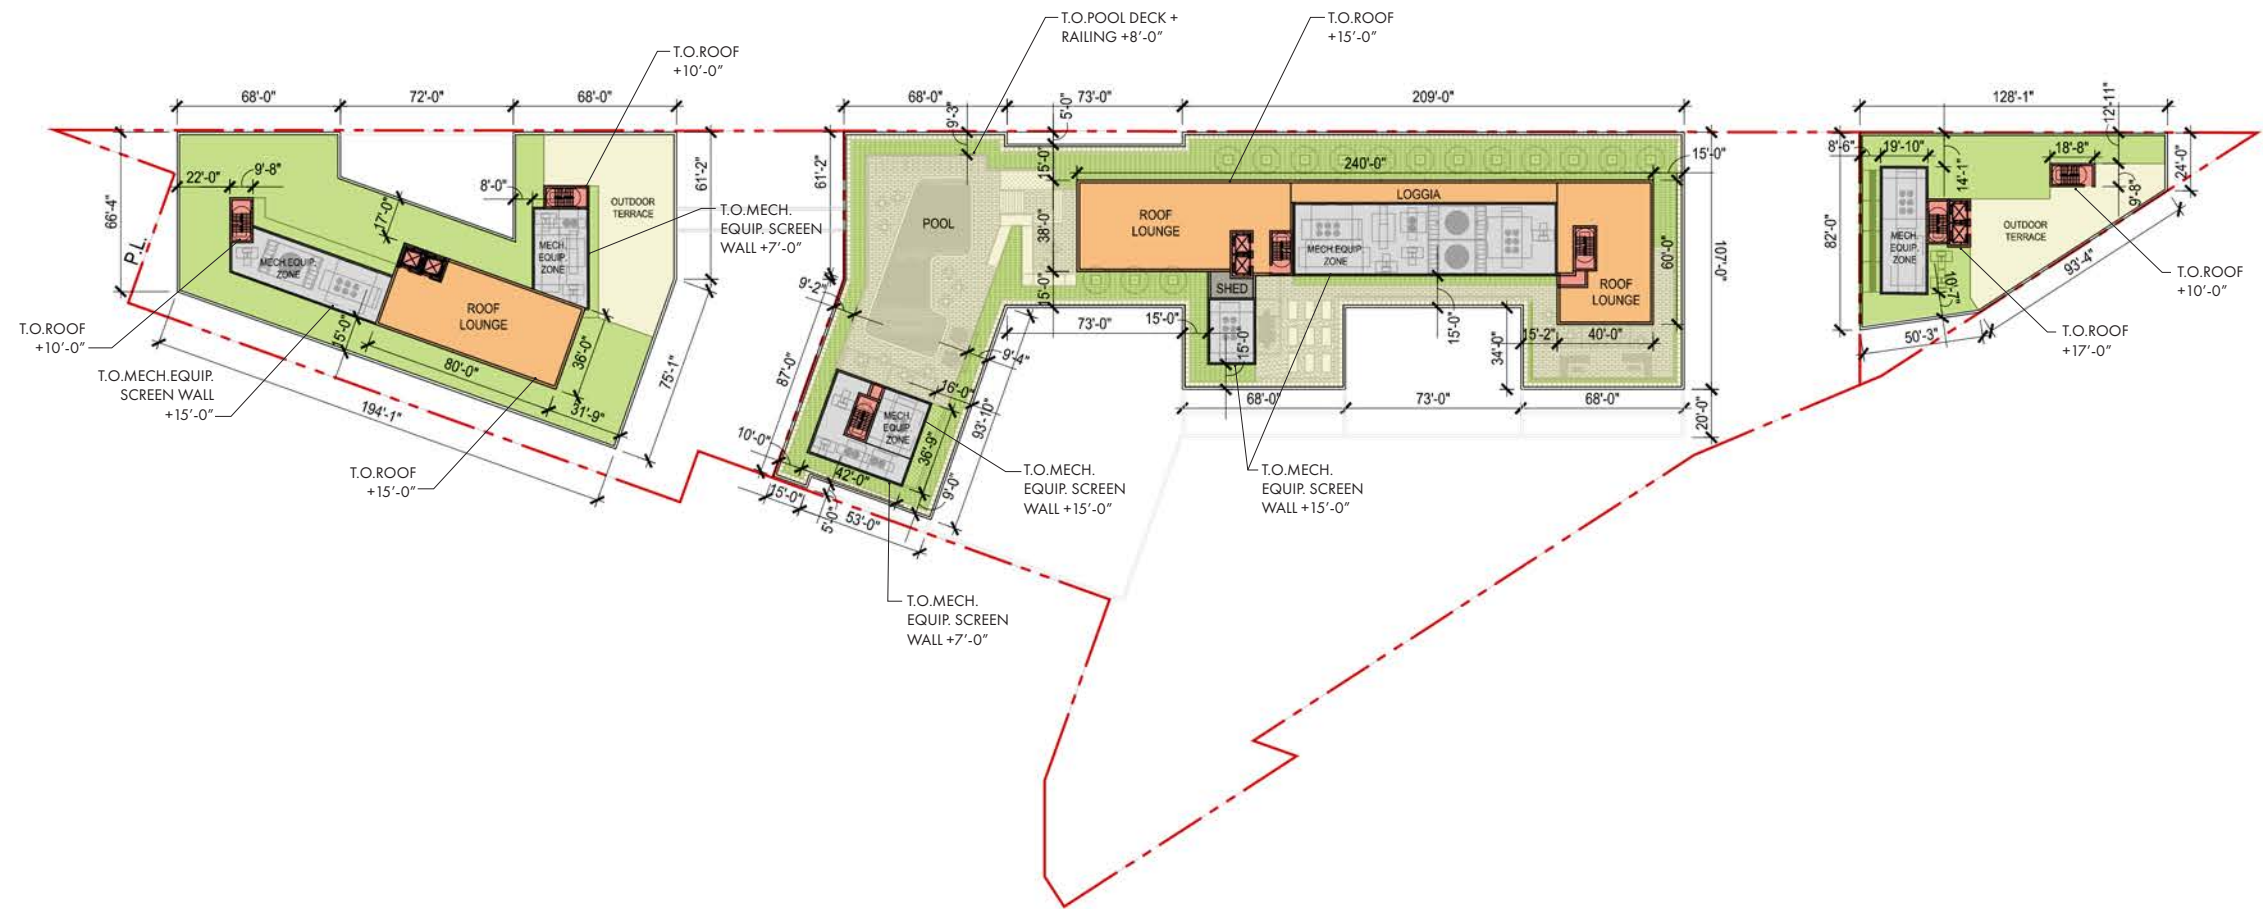 T.O.POOL DECK +
RAILING +8'-0"
T.O.ROOF
+15'-0"
T.O.ROOF
+10'-0"
68'-0"
72'-0"
68'-0"
68'-0"
73'-0"
209'-0"
128'-1"
9'-3"
5'-0"
12'-11"
66'-4"
P.L.
22'-0"
9'-8"
17'-0"
8'-0"
61'-2"
OUTDOOR
TERRACE
MECH.
EQUIP.
ZONE
MECH.EQUIP.
ZONE
ROOF
LOUNGE
T.O.MECH.
EQUIP. SCREEN
WALL +7'-0"
15'-0"
80'-0"
36'-0"
31'-9"
75'-1"
194'-1"
T.O.ROOF
+10'-0"
T.O.MECH.EQUIP.
SCREEN WALL
+15'-0"
T.O.ROOF
+15'-0"
61'-2"
POOL
15'-0"
38'-0"
15'-0"
240'-0"
15'-0"
LOGGIA
ROOF
LOUNGE
MECH.EQUIP.
ZONE
ROOF
LOUNGE
60'-0"
107'-0"
SHED
9'-2"
73'-0"
15'-0"
15'-0"
15'-0"
34'-0"
15'-2"
40'-0"
68'-0"
73'-0"
68'-0"
20'-0"
87'-0"
9'-4"
16'-0"
93'-10"
MECH.
EQUIP.
ZONE
36'-9"
10'-0"
42'-0"
9'-0"
15'-0"
5'-0"
53'-0"
T.O.MECH.
EQUIP. SCREEN
WALL +15'-0"
T.O.MECH.
EQUIP. SCREEN
WALL +15'-0"
T.O.MECH.
EQUIP. SCREEN
WALL +7'-0"
8'-6"
19'-10"
14'-1"
18'-8"
24'-0"
9'-8"
82'-0"
MECH.
EQUIP.
ZONE
OUTDOOR
TERRACE
10'-7"
93'-4"
50'-3"
T.O.ROOF
+10'-0"
T.O.ROOF
+17'-0"